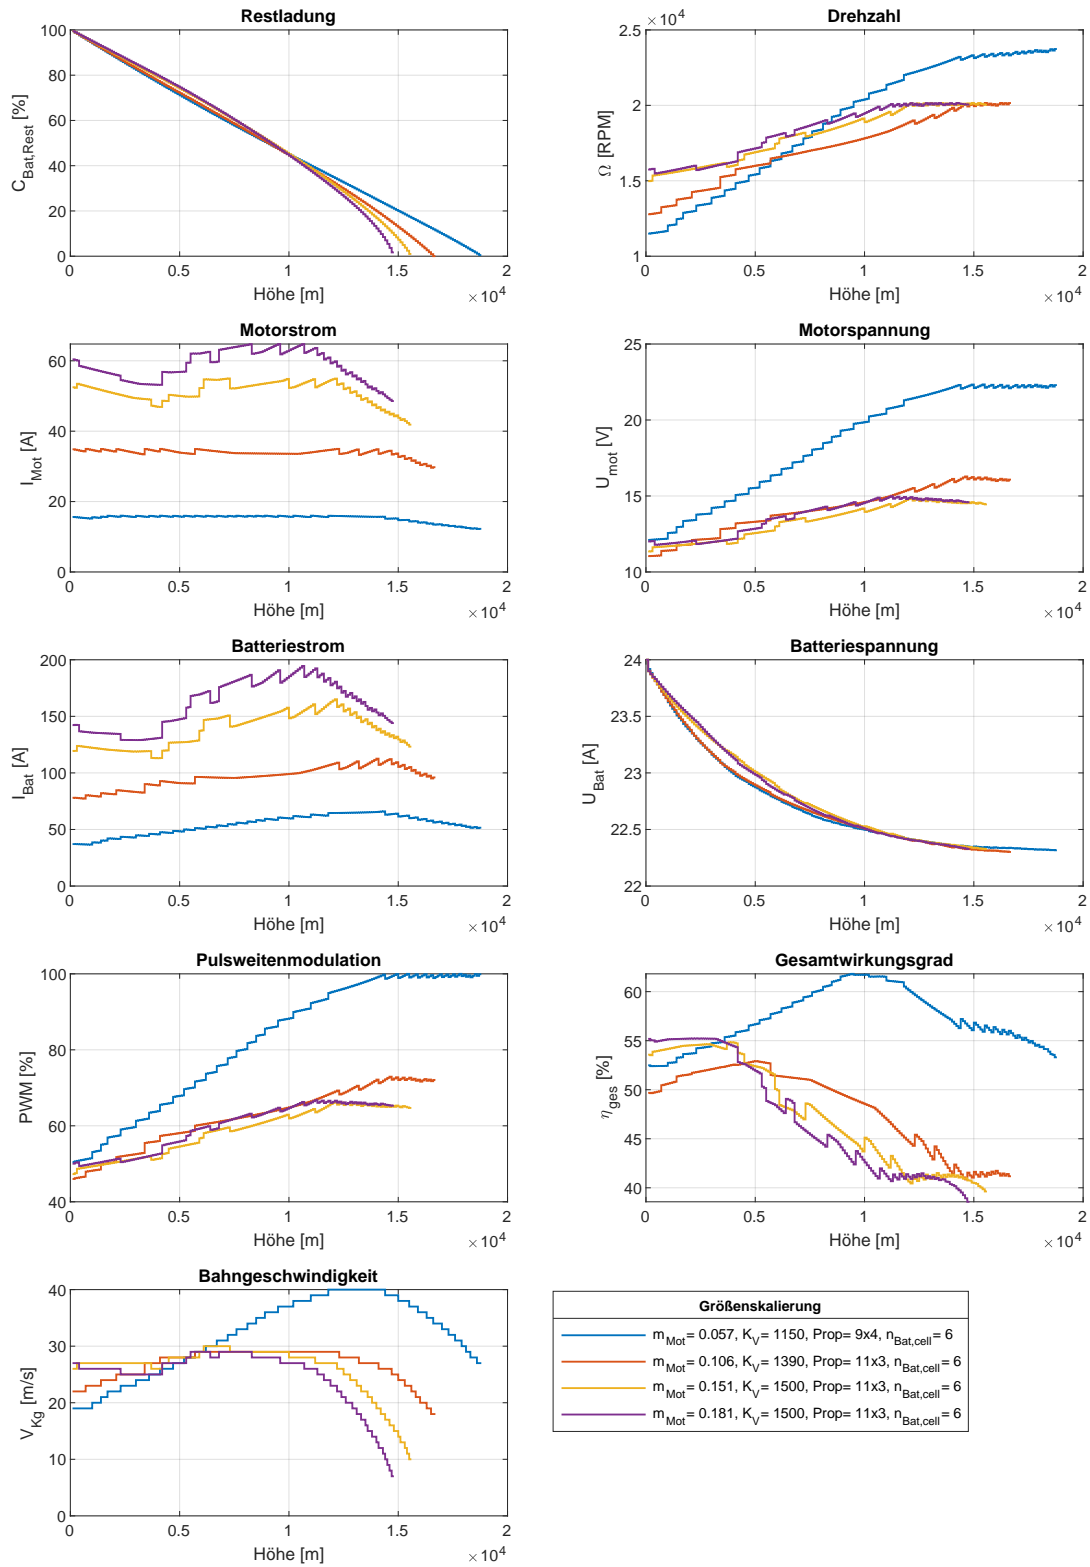 Restladung
100
80
60
40
20
0
C_Bat,Rest [%]
0 0.5 1 1.5 2
Höhe [m] ×10^4
Drehzahl
×10^4
2.5
2
1.5
1
Ω [RPM]
0 0.5 1 1.5 2
Höhe [m] ×10^4
Motorstrom
60
40
20
0
I_Mot [A]
0 0.5 1 1.5 2
Höhe [m] ×10^4
Motorspannung
25
20
15
10
U_mot [V]
0 0.5 1 1.5 2
Höhe [m] ×10^4
Batteriestrom
200
150
100
50
0
I_Bat [A]
0 0.5 1 1.5 2
Höhe [m] ×10^4
Batteriespannung
24
23.5
23
22.5
22
U_Bat [A]
0 0.5 1 1.5 2
Höhe [m] ×10^4
Pulsweitenmodulation
100
80
60
40
PWM [%]
0 0.5 1 1.5 2
Höhe [m] ×10^4
Gesamtwirkungsgrad
60
55
50
45
40
η_ges [%]
0 0.5 1 1.5 2
Höhe [m] ×10^4
Bahngeschwindigkeit
40
30
20
10
0
V_Kg [m/s]
0 0.5 1 1.5 2
Höhe [m] ×10^4
Größenskalierung
m_Mot = 0.057, K_V = 1150, Prop= 9x4, n_Bat,cell = 6
m_Mot = 0.106, K_V = 1390, Prop= 11x3, n_Bat,cell = 6
m_Mot = 0.151, K_V = 1500, Prop= 11x3, n_Bat,cell = 6
m_Mot = 0.181, K_V = 1500, Prop= 11x3, n_Bat,cell = 6